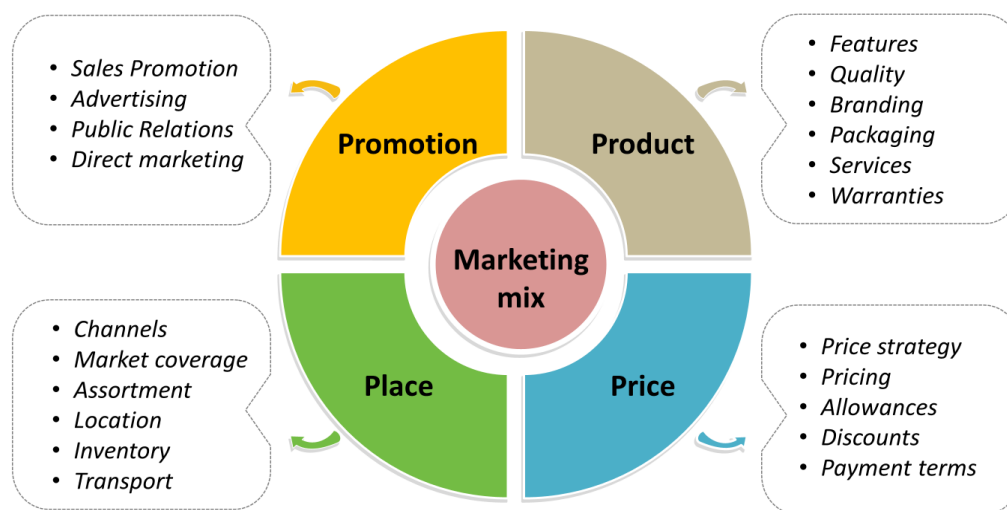 • Sales Promotion
• Advertising
• Public Relations
• Direct marketing
Promotion
Product
• Features
• Quality
• Branding
• Packaging
• Services
• Warranties
Marketing
mix
• Channels
• Market coverage
• Assortment
• Location
• Inventory
• Transport
Place
Price
• Price strategy
• Pricing
• Allowances
• Discounts
• Payment terms